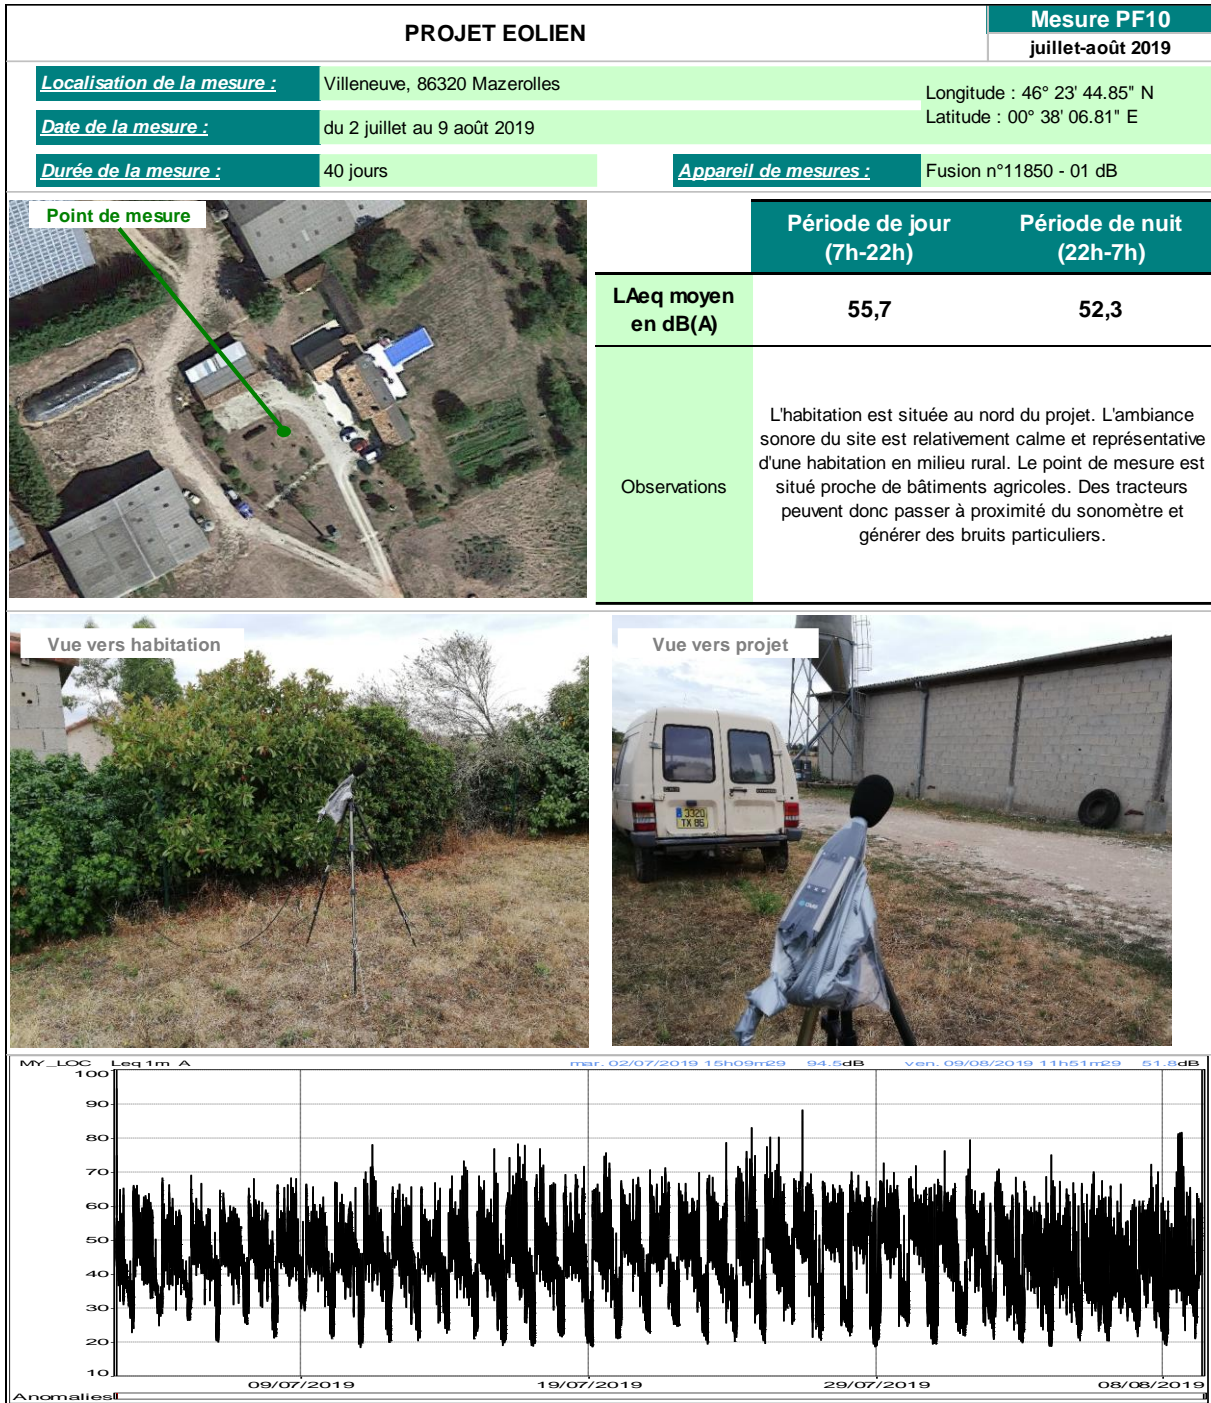 PROJET EOLIEN
Mesure PF10
juillet-août 2019
Localisation de la mesure :
Villeneuve, 86320 Mazerolles
Longitude : 46° 23' 44.85" N
Latitude : 00° 38' 06.81" E
Date de la mesure :
du 2 juillet au 9 août 2019
Durée de la mesure :
40 jours
Appareil de mesures :
Fusion n°11850 - 01 dB
Point de mesure
Période de jour
(7h-22h)
Période de nuit
(22h-7h)
LAeq moyen
en dB(A)
55,7
52,3
Observations
L'habitation est située au nord du projet. L'ambiance
sonore du site est relativement calme et représentative
d'une habitation en milieu rural. Le point de mesure est
situé proche de bâtiments agricoles. Des tracteurs
peuvent donc passer à proximité du sonomètre et
générer des bruits particuliers.
Vue vers habitation
Vue vers projet
3320
TX 86
MY_LOC Leq 1m A
mar. 02/07/2019 15h09m29 94.5dB
ven. 09/08/2019 11h51m29 51.8dB
100
90
80
70
60
50
40
30
20
10
09/07/2019
19/07/2019
29/07/2019
08/08/2019
Anomalies